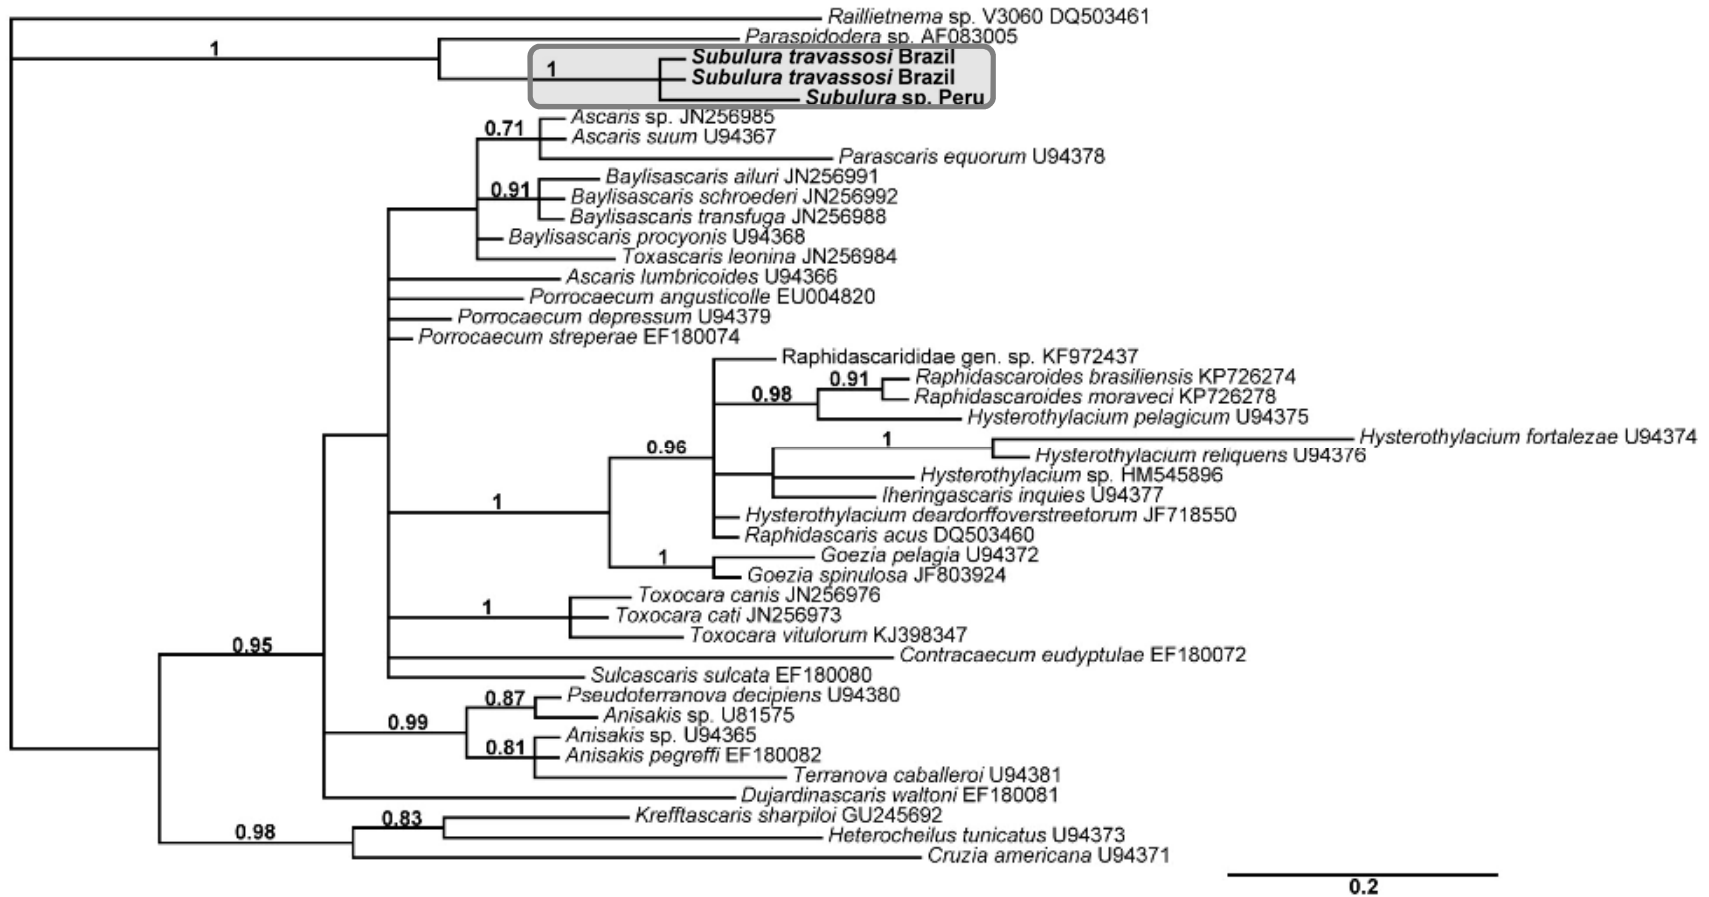 Raillietnema sp. V3060 DQ503461
Paraspidodera sp. AF083005
1
Subulura travassosi Brazil
1
Subulura travassosi Brazil
Subulura sp. Peru
Ascaris sp. JN256985
0.71
Ascaris suum U94367
Parascaris equorum U94378
Baylisascaris ailuri JN256991
0.91
Baylisascaris schroederi JN256992
Baylisascaris transfuga JN256988
Baylisascaris procyonis U94368
Toxascaris leonina JN256984
Ascaris lumbricoides U94366
Porrocaecum angusticolle EU004820
Porrocaecum depressum U94379
Porrocaecum streperae EF180074
Raphidascarididae gen. sp. KF972437
0.91
Raphidascaroides brasiliensis KP726274
0.98
Raphidascaroides moraveci KP726278
Hysterothylacium pelagicum U94375
1
Hysterothylacium fortalezae U94374
0.96
Hysterothylacium reliquens U94376
Hysterothylacium sp. HM545896
Iheringascaris inquies U94377
1
Hysterothylacium deardorffoverstreetorum JF718550
Raphidascaris acus DQ503460
1
Goezia pelagia U94372
Goezia spinulosa JF803924
Toxocara canis JN256976
1
Toxocara cati JN256973
Toxocara vitulorum KJ398347
0.95
Contracaecum eudyptulae EF180072
Sulcascaris sulcata EF180080
0.87
Pseudoterranova decipiens U94380
0.99
Anisakis sp. U81575
Anisakis sp. U94365
0.81
Anisakis pegreffi EF180082
Terranova caballeroi U94381
Dujardinascaris waltoni EF180081
0.83
Krefftascaris sharpiloi GU245692
0.98
Heterocheilus tunicatus U94373
Cruzia americana U94371
0.2